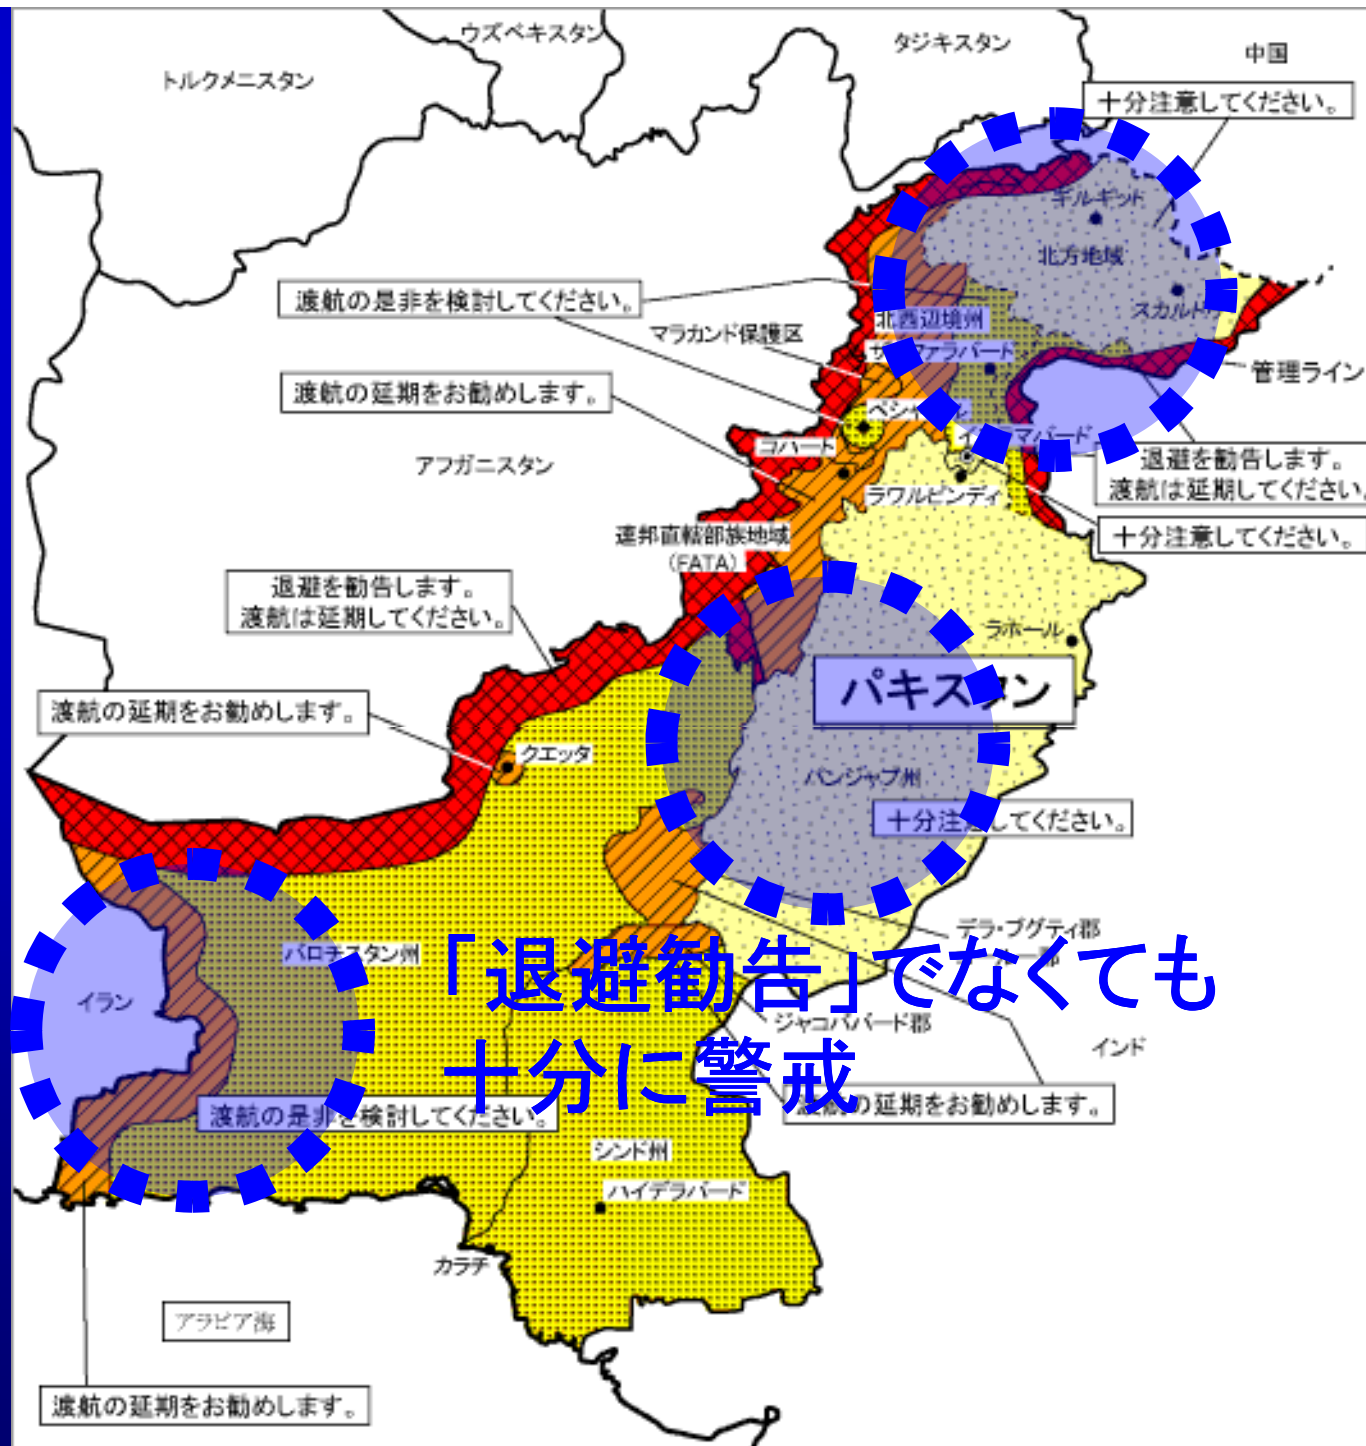 ウズベキスタン
タジキスタン
中国
トルクメニスタン
十分注意してください。
ギルギット
北方地域
渡航の是非を検討してください。
スカルドゥ
北西辺境州
マラカンド保護区
管理ライン
渡航の延期をお勧めします。
コハート
アフガニスタン
退避を勧告します。
渡航は延期してください。
ラワルピンディ
十分注意してください。
連邦直轄部族地域
(FATA)
退避を勧告します。
渡航は延期してください。
ラホール
パキスタン
渡航の延期をお勧めします。
クエッタ
パンジャブ州
十分注意してください。
デラ・ブグティ郡
バロチスタン州
「退避勧告」でなくても
十分に警戒
イラン
ジャコババード郡
インド
渡航の是非を検討してください。
渡航の延期をお勧めします。
シンド州
ハイデラバード
カラチ
アラビア海
渡航の延期をお勧めします。